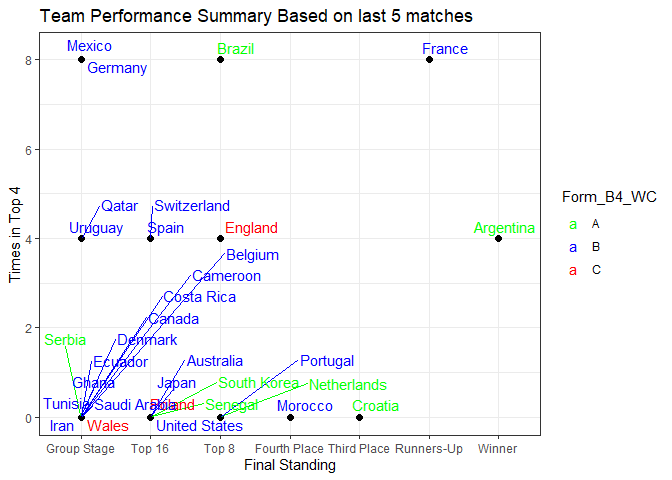 Team Performance Summary Based on last 5 matches
Times in Top 4
8
6
4
2
0
Mexico
Germany
Brazil
France
Qatar
Switzerland
Uruguay
Spain
England
Argentina
Belgium
Cameroon
Costa Rica
Canada
Serbia
Denmark
Ecuador
Australia
Portugal
Ghana
Japan
South Korea
Netherlands
Tunisia
Saudi Arabia
Poland
Senegal
Morocco
Croatia
Iran
Wales
United States
Group Stage
Top 16
Top 8
Fourth Place
Third Place
Runners-Up
Winner
Final Standing
Form_B4_WC
a A
a B
a C